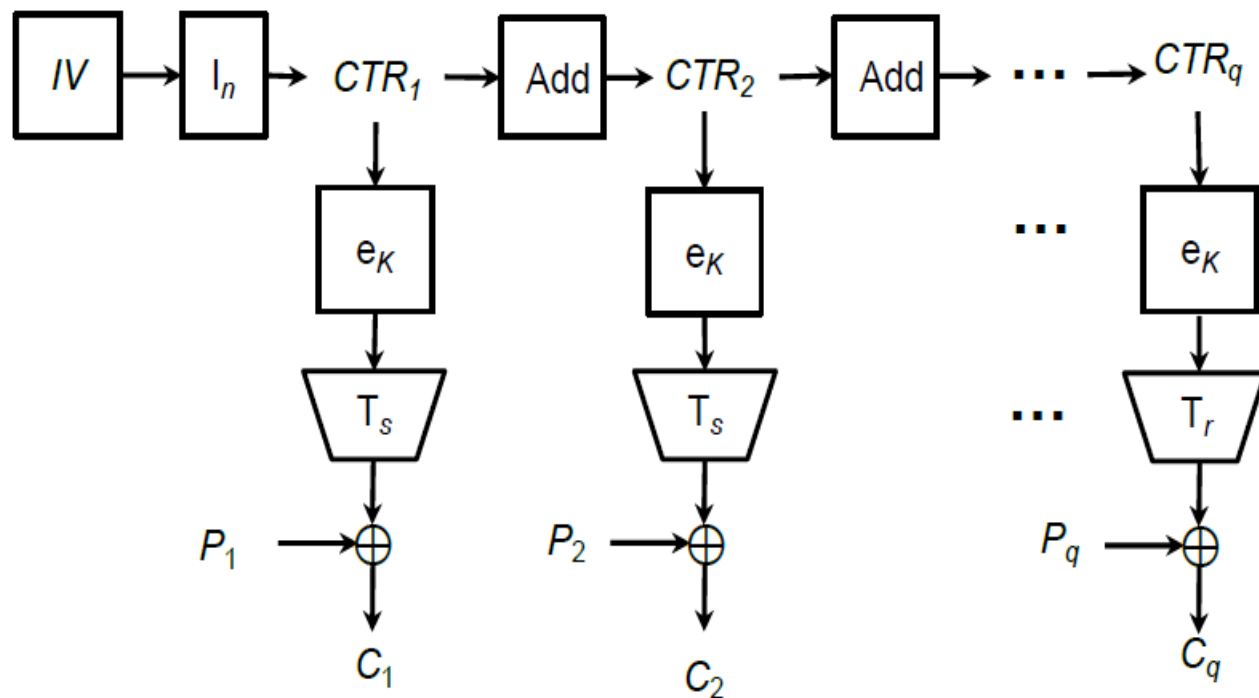 IV I_n CTR_1 Add CTR_2 Add ... CTR_q
e_K e_K ... e_K
T_s T_s ... T_r
P_1 P_2 P_q
C_1 C_2 C_q